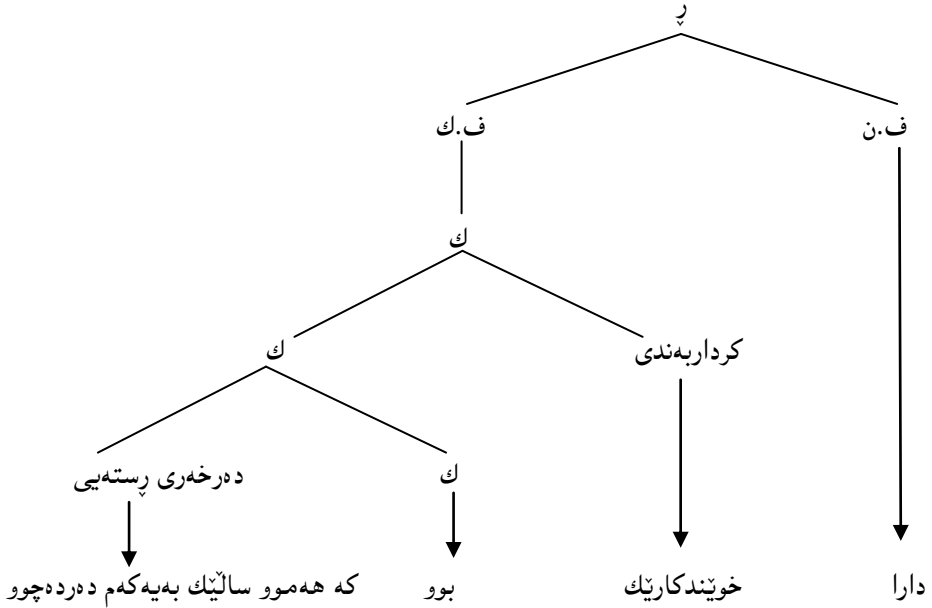 ڕ
ف.ن ف.ك
ك
كرداربەندی ك
ك دەرخەری ڕستەیی
دارا خوێندكارێك بوو كە هەموو ساڵێك بەیەكەم دەردەچوو